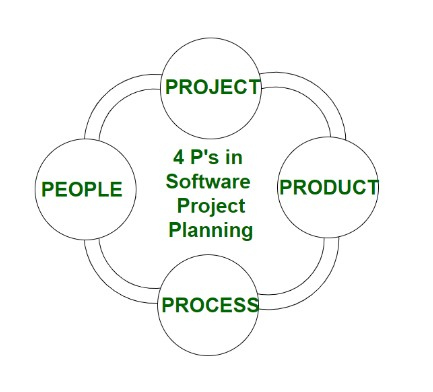 PROJECT
4 P's in
Software
Project
Planning
PEOPLE
PRODUCT
PROCESS